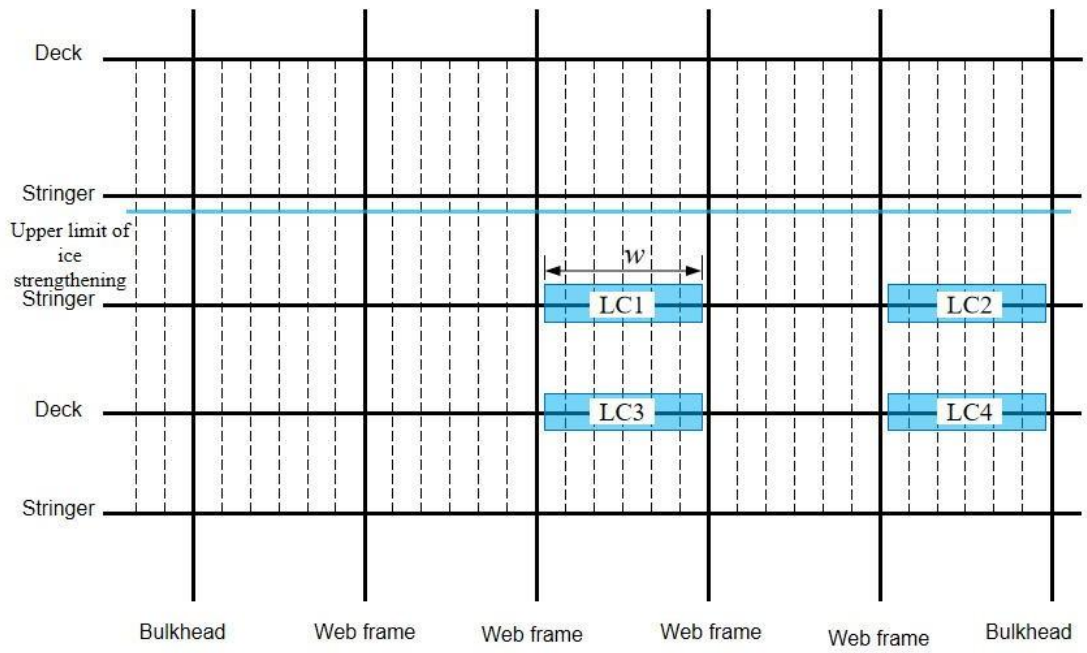 Deck
Stringer
Upper limit of
ice
strengthening
w
Stringer
LC1
LC2
Deck
LC3
LC4
Stringer
Bulkhead
Web frame
Web frame
Web frame
Web frame
Bulkhead